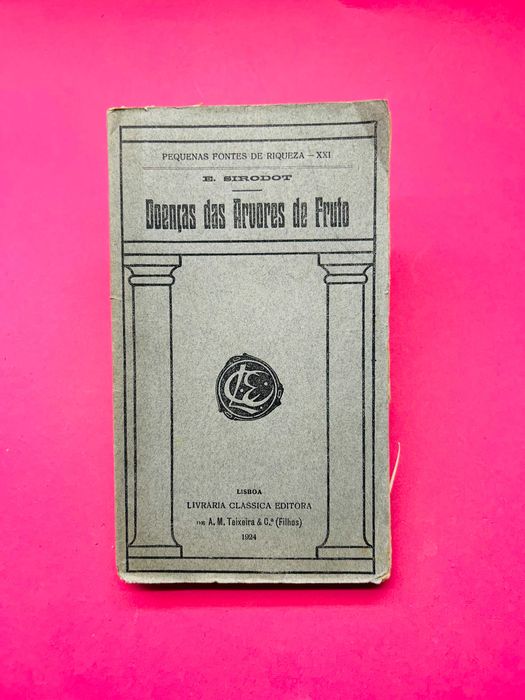 PEQUENAS FONTES DE RIQUEZA — XXI
E. SIRODOT
Doenças das Arvores de Fruto
LCE
LISBOA
LIVRARIA CLASSICA EDITORA
DE A. M. Teixeira & C.ª (Filhos)
1924